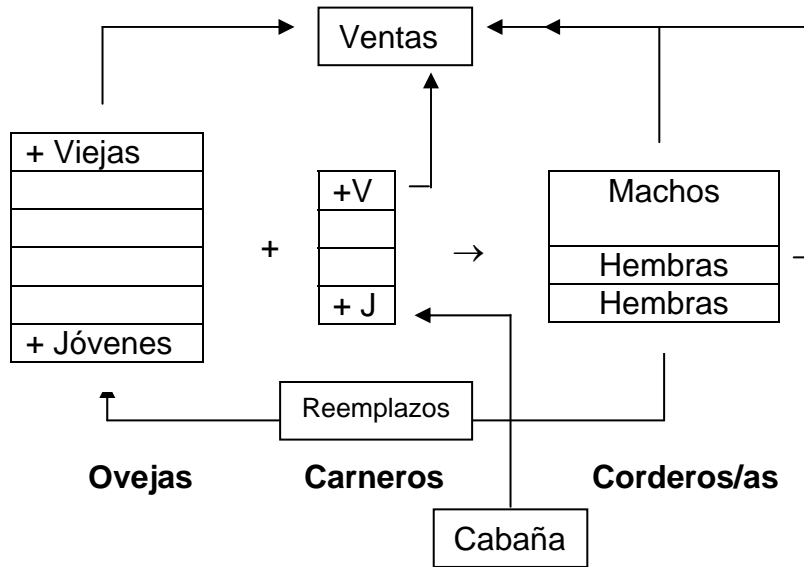 Ventas
+ Viejas
+V
Machos
+
→
Hembras
+ J
Hembras
+ Jóvenes
Reemplazos
Ovejas
Carneros
Corderos/as
Cabaña